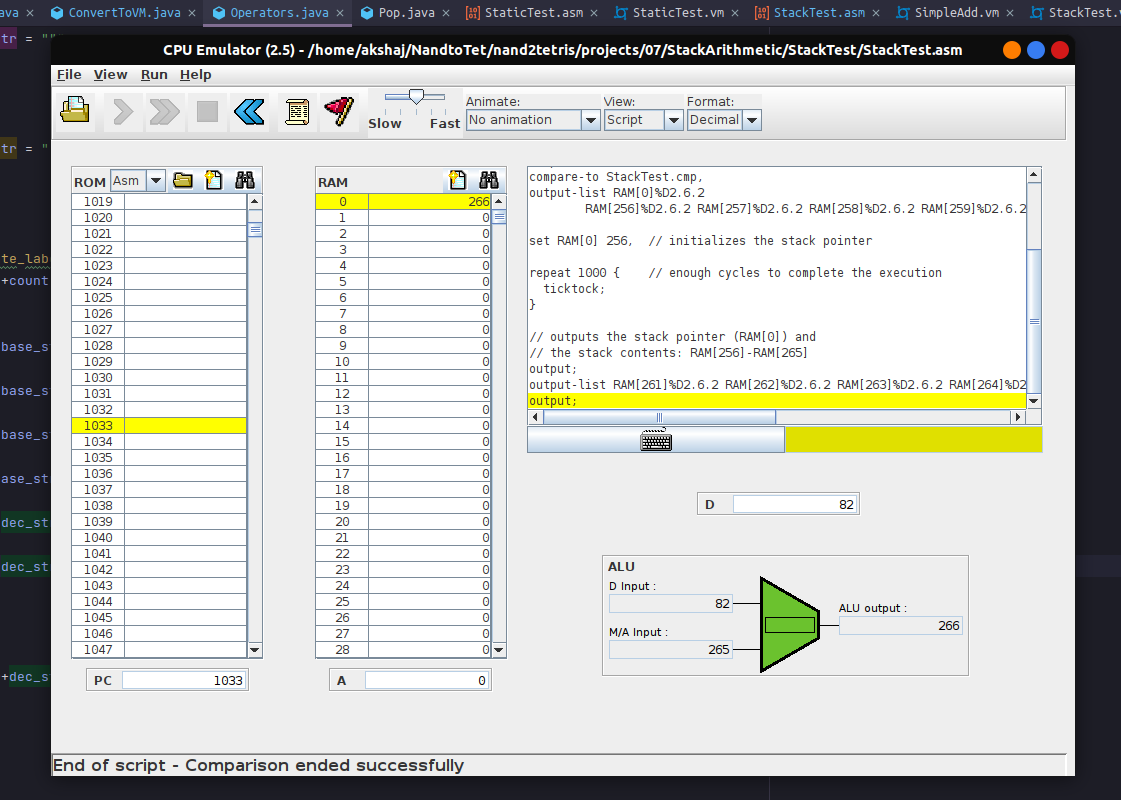 ava × ConvertToVM.java × Operators.java × Pop.java × StaticTest.asm × StaticTest.vm × StackTest.asm × SimpleAdd.vm × StackTest.v
tr = """
CPU Emulator (2.5) - /home/akshaj/NandtoTet/nand2tetris/projects/07/StackArithmetic/StackTest/StackTest.asm
File View Run Help
Slow Fast
Animate:
No animation
View:
Script
Format:
Decimal
tr = "
te_lab
+count
base_s
base_s
base_s
ase_st
dec_st
dec_st
+dec_s
ROM Asm
1019
1020
1021
1022
1023
1024
1025
1026
1027
1028
1029
1030
1031
1032
1033
1034
1035
1036
1037
1038
1039
1040
1041
1042
1043
1044
1045
1046
1047
PC 1033
RAM
0 266
1 0
2 0
3 0
4 0
5 0
6 0
7 0
8 0
9 0
10 0
11 0
12 0
13 0
14 0
15 0
16 0
17 0
18 0
19 0
20 0
21 0
22 0
23 0
24 0
25 0
26 0
27 0
28 0
A 0
compare-to StackTest.cmp,
output-list RAM[0]%D2.6.2
RAM[256]%D2.6.2 RAM[257]%D2.6.2 RAM[258]%D2.6.2 RAM[259]%D2.6.2
set RAM[0] 256, // initializes the stack pointer
repeat 1000 { // enough cycles to complete the execution
ticktock;
}
// outputs the stack pointer (RAM[0]) and
// the stack contents: RAM[256]-RAM[265]
output;
output-list RAM[261]%D2.6.2 RAM[262]%D2.6.2 RAM[263]%D2.6.2 RAM[264]%D2
output;
D 82
ALU
D Input :
82
M/A Input :
265
ALU output :
266
End of script - Comparison ended successfully